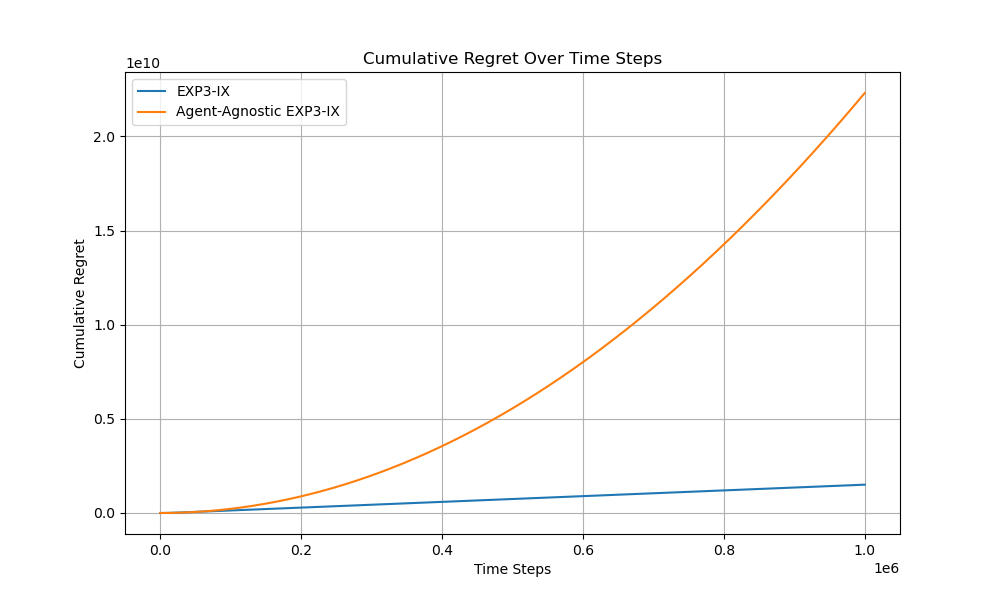 Cumulative Regret Over Time Steps
1e10
EXP3-IX
Agent-Agnostic EXP3-IX
2.0
1.5
1.0
0.5
0.0
Cumulative Regret
0.0 0.2 0.4 0.6 0.8 1.0
Time Steps
1e6